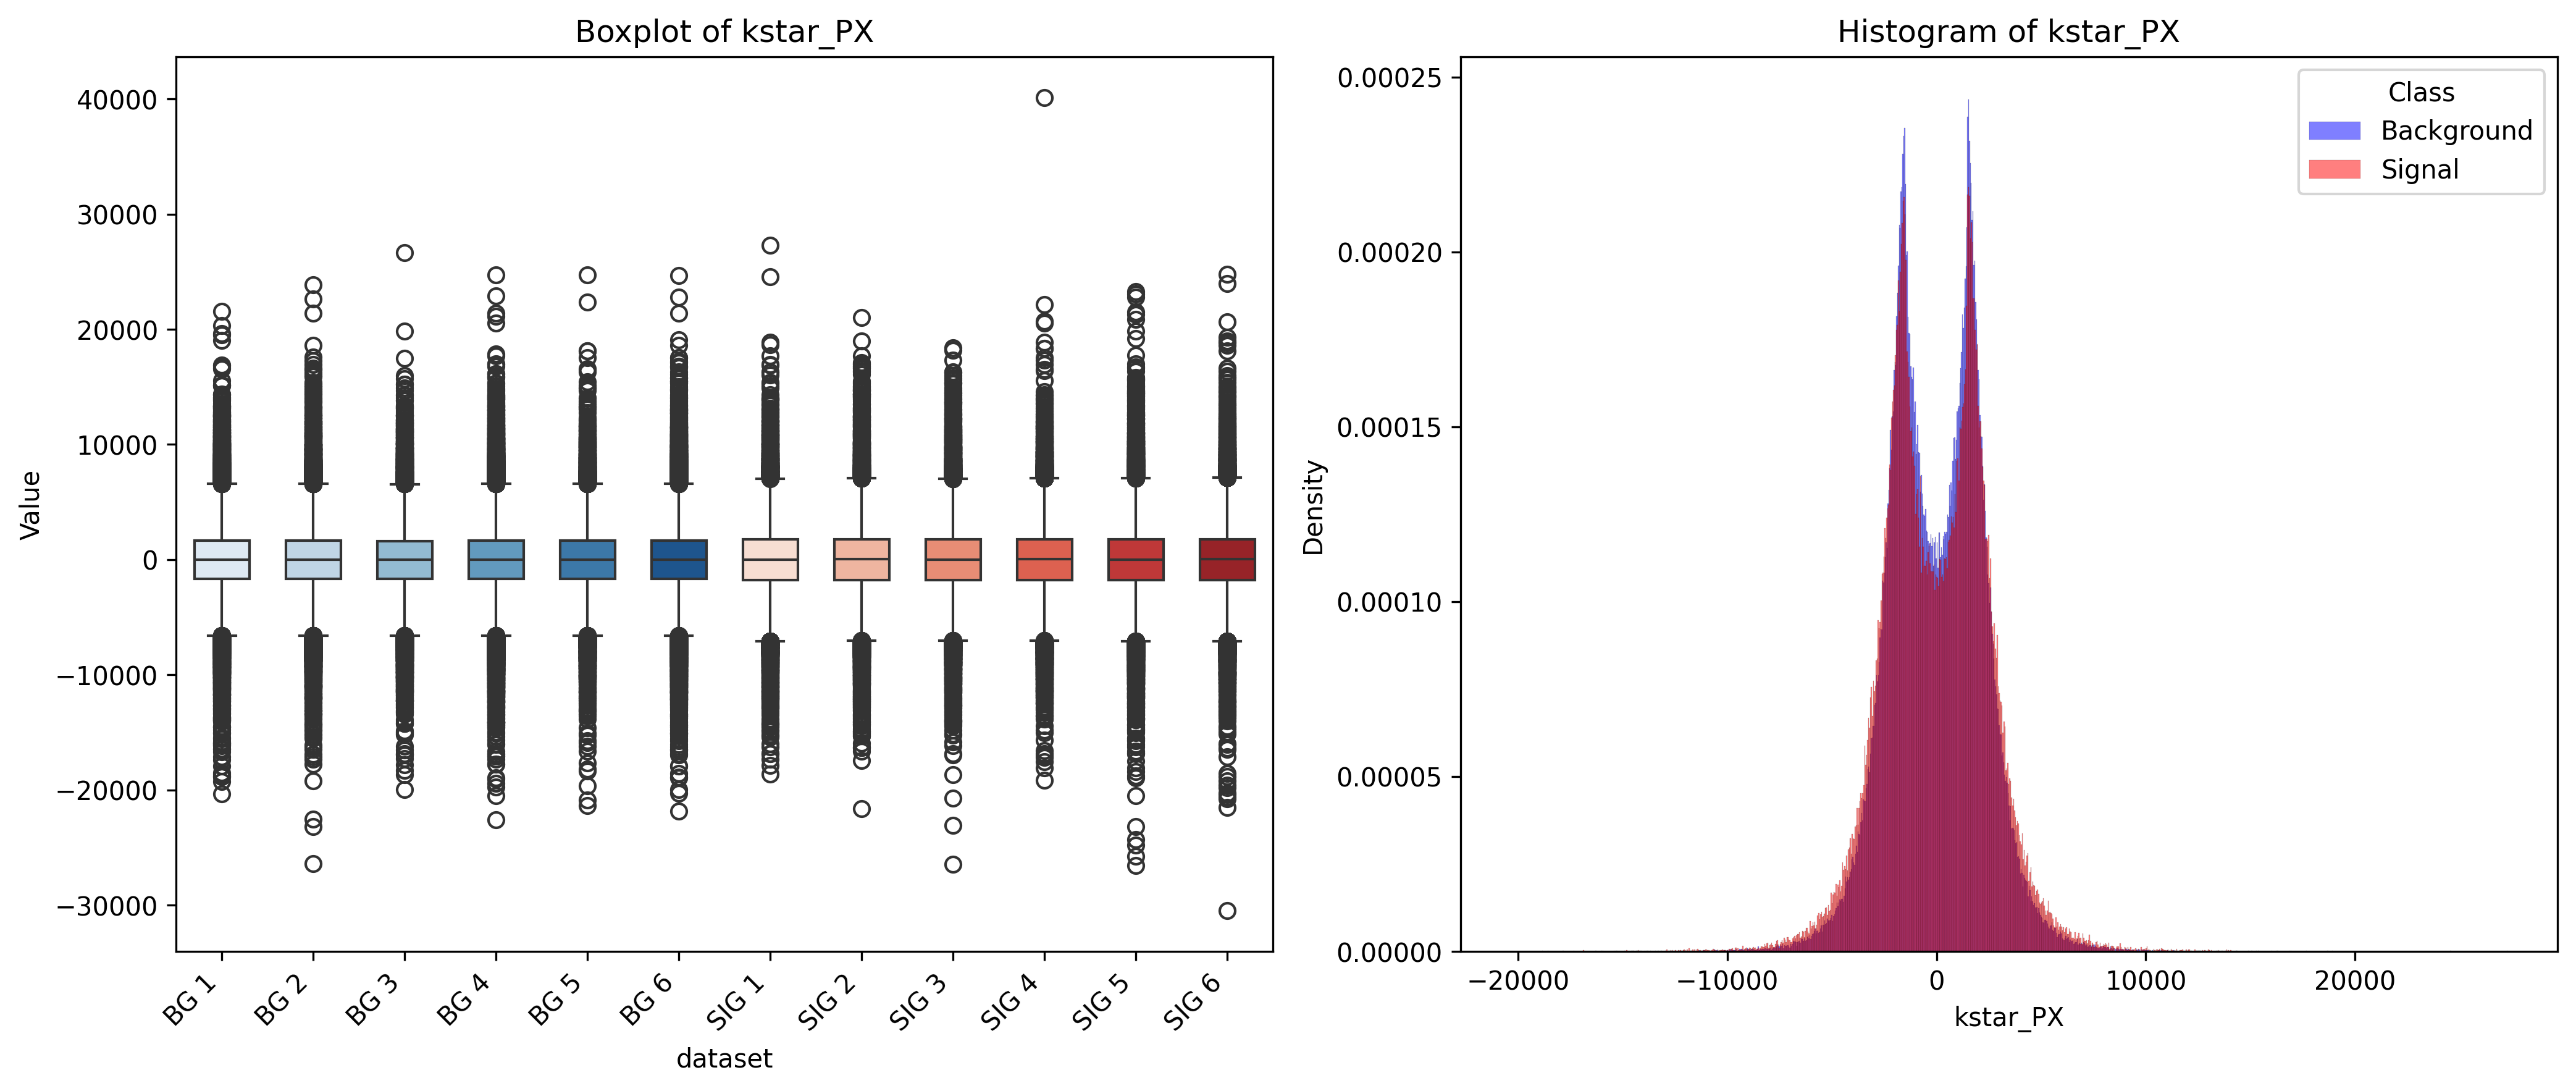 Boxplot of kstar_PX
Value
40000
30000
20000
10000
0
−10000
−20000
−30000
BG 1
BG 2
BG 3
BG 4
BG 5
BG 6
SIG 1
SIG 2
SIG 3
SIG 4
SIG 5
SIG 6
dataset
Histogram of kstar_PX
Density
0.00025
0.00020
0.00015
0.00010
0.00005
0.00000
−20000
−10000
0
10000
20000
kstar_PX
Class
Background
Signal